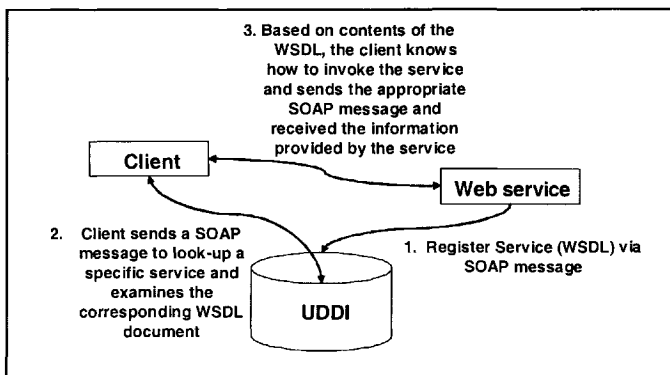 3. Based on contents of the
WSDL, the client knows
how to invoke the service
and sends the appropriate
SOAP message and
received the information
provided by the service
Client
Web service
2. Client sends a SOAP
message to look-up a
specific service and
examines the
corresponding WSDL
document
1. Register Service (WSDL) via
SOAP message
UDDI